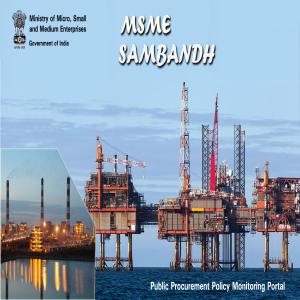 Ministry of Micro, Small
and Medium Enterprises
Government of India
MSME
SAMBANDH
Public Procurement Policy Monitoring Portal